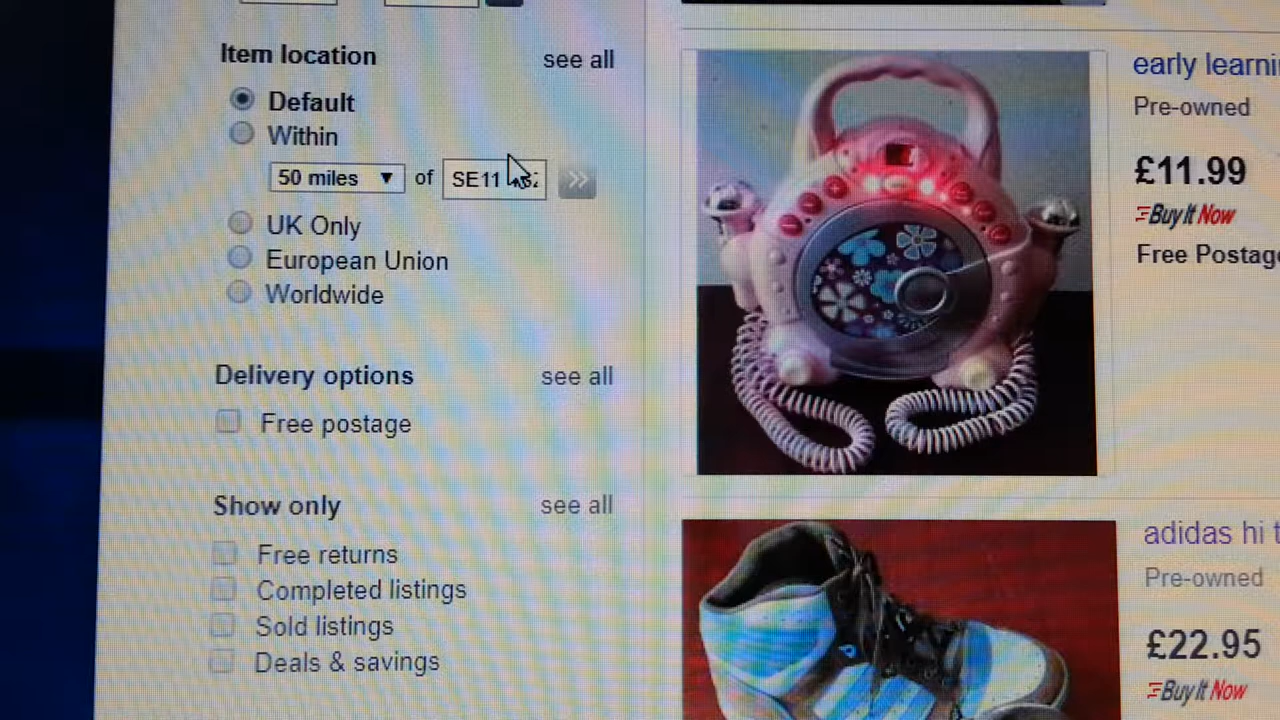 Item location see all
Default
Within
50 miles of SE11
UK Only
European Union
Worldwide
Delivery options see all
Free postage
Show only see all
Free returns
Completed listings
Sold listings
Deals & savings
early learni
Pre-owned
£11.99
Buy It Now
Free Postag
adidas hi t
Pre-owned
£22.95
Buy It Now